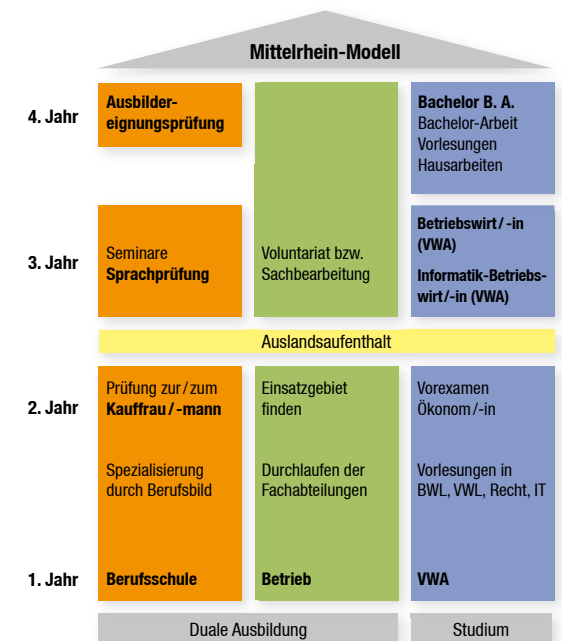 Mittelrhein-Modell
4. Jahr
Ausbilder-
eignungsprüfung
Bachelor B. A.
Bachelor-Arbeit
Vorlesungen
Hausarbeiten
3. Jahr
Seminare
Sprachprüfung
Voluntariat bzw.
Sachbearbeitung
Betriebswirt/-in
(VWA)
Informatik-Betriebs-
wirt/-in (VWA)
Auslandsaufenthalt
2. Jahr
Prüfung zur/zum
Kauffrau/-mann
Einsatzgebiet
finden
Vorexamen
Ökonom/-in
Spezialisierung
durch Berufsbild
Durchlaufen der
Fachabteilungen
Vorlesungen in
BWL, VWL, Recht, IT
1. Jahr
Berufsschule
Betrieb
VWA
Duale Ausbildung
Studium